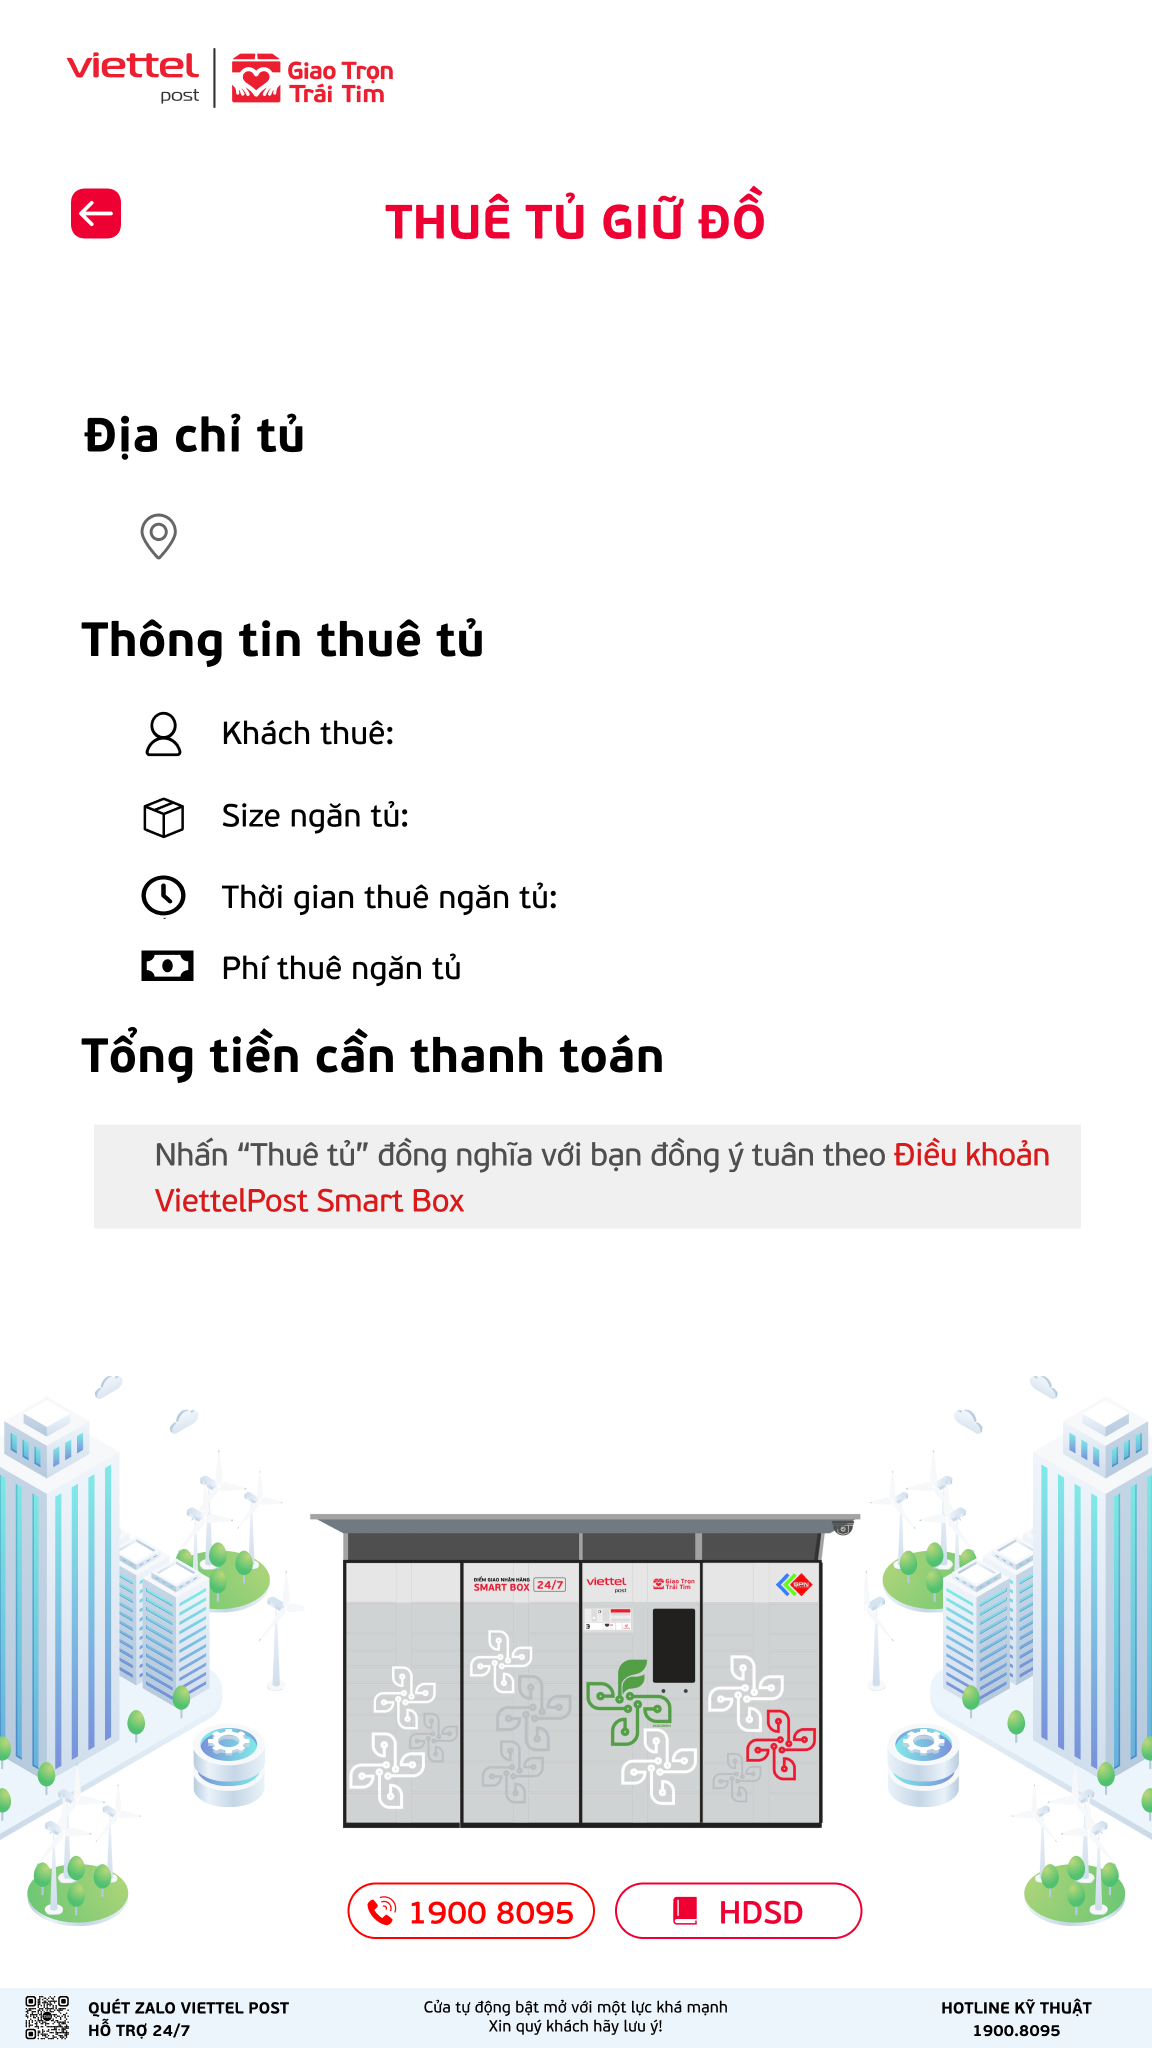 viettel
post
Giao Trọn
Trái Tim
THUÊ TỦ GIỮ ĐỒ
Địa chỉ tủ
Thông tin thuê tủ
Khách thuê:
Size ngăn tủ:
Thời gian thuê ngăn tủ:
Phí thuê ngăn tủ
Tổng tiền cần thanh toán
Nhấn “Thuê tủ” đồng nghĩa với bạn đồng ý tuân theo Điều khoản
ViettelPost Smart Box
ĐIỂM GIAO NHẬN HÀNG
SMART BOX 24/7
viettel
post
Giao Trọn
Trái Tim
1900 8095
HDSD
QUÉT ZALO VIETTEL POST
HỖ TRỢ 24/7
Cửa tự động bật mở với một lực khá mạnh
Xin quý khách hãy lưu ý!
HOTLINE KỸ THUẬT
1900.8095